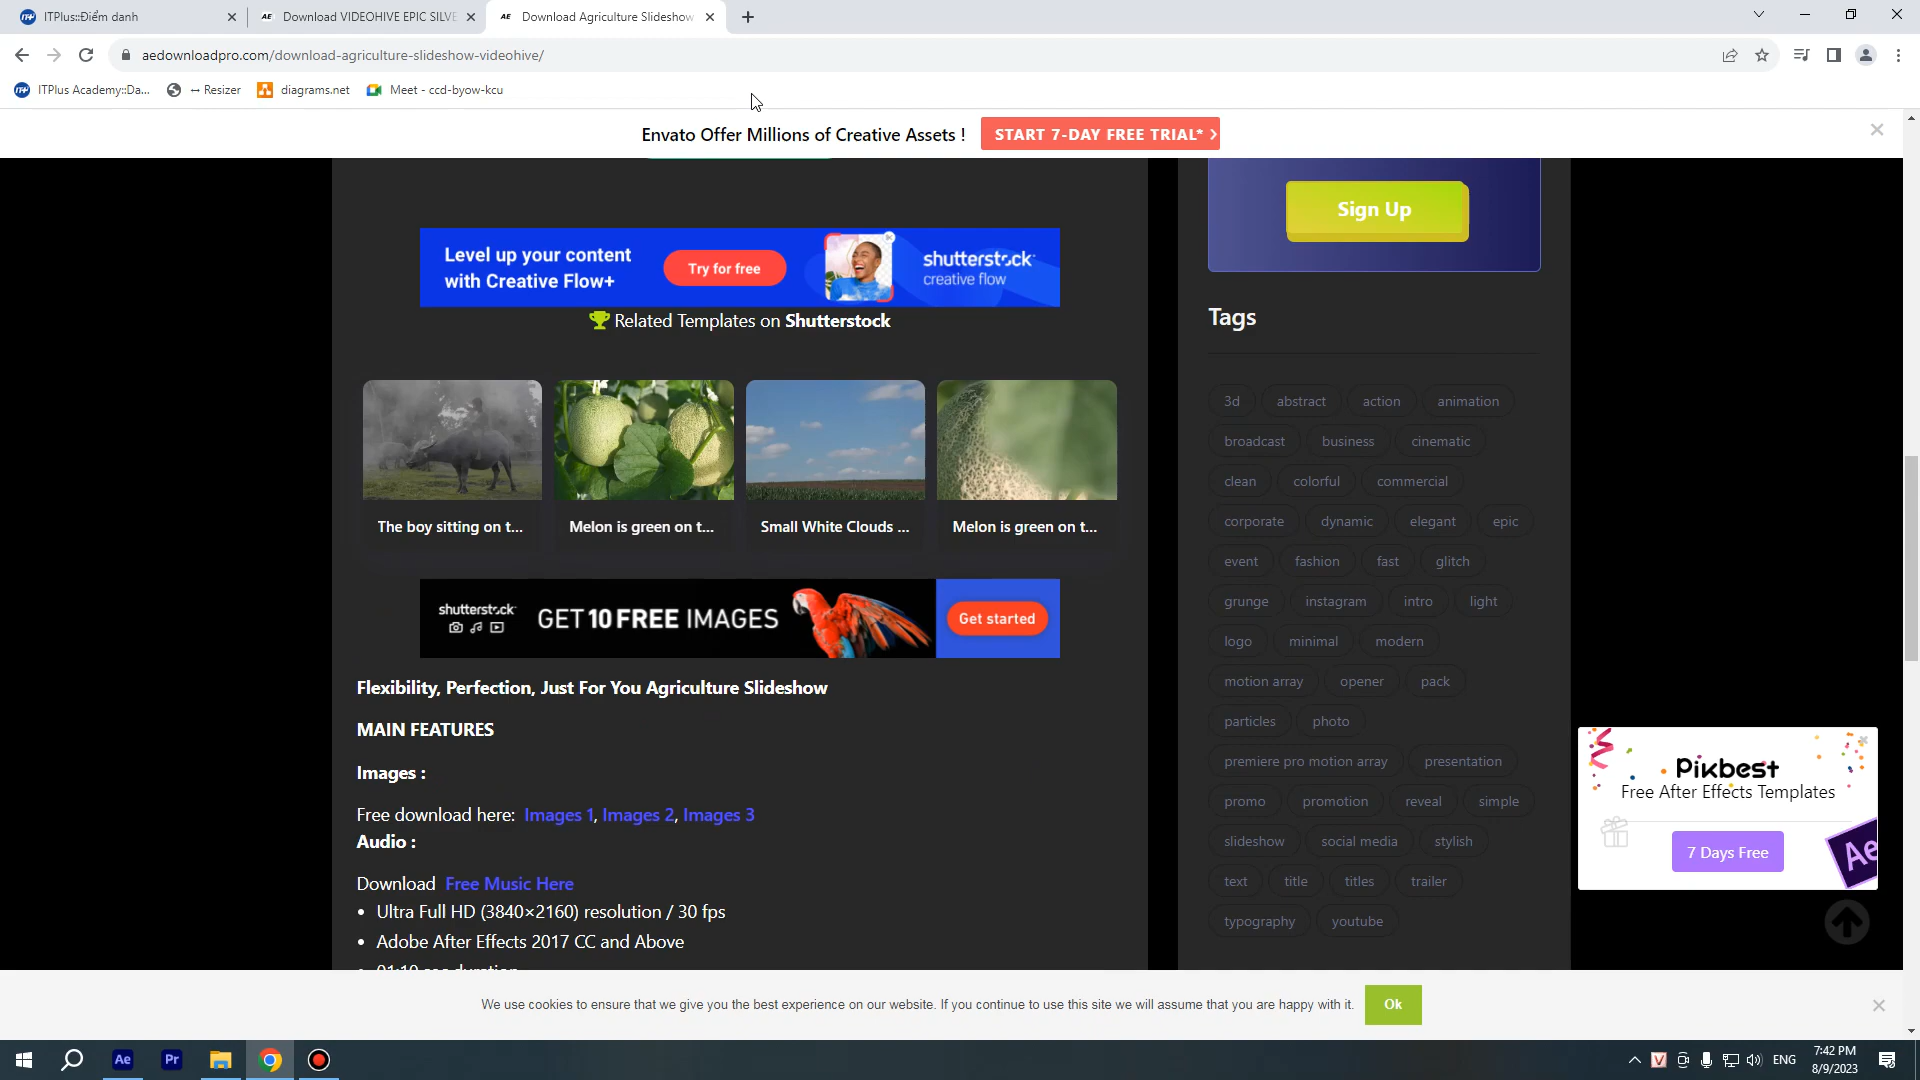 ITPlus::Điểm danh
AE Download VIDEOHIVE EPIC SILVE
AE Download Agriculture Slideshow
aedownloadpro.com/download-agriculture-slideshow-videohive/
ITPlus Academy::Da...
↔ Resizer
diagrams.net
Meet - ccd-byow-kcu
Envato Offer Millions of Creative Assets !
START 7-DAY FREE TRIAL* >
Level up your content
with Creative Flow+
Try for free
shutterstock
creative flow
Related Templates on Shutterstock
The boy sitting on t...
Melon is green on t...
Small White Clouds ...
Melon is green on t...
shutterstock
GET 10 FREE IMAGES
Get started
Flexibility, Perfection, Just For You Agriculture Slideshow
MAIN FEATURES
Images :
Free download here: Images 1, Images 2, Images 3
Audio :
Download Free Music Here
• Ultra Full HD (3840×2160) resolution / 30 fps
• Adobe After Effects 2017 CC and Above
• 01:10 sec duration
Sign Up
Tags
3d abstract action animation
broadcast business cinematic
clean colorful commercial
corporate dynamic elegant epic
event fashion fast glitch
grunge instagram intro light
logo minimal modern
motion array opener pack
particles photo
premiere pro motion array presentation
promo promotion reveal simple
slideshow social media stylish
text title titles trailer
typography youtube
Pikbest
Free After Effects Templates
7 Days Free
Ae
We use cookies to ensure that we give you the best experience on our website. If you continue to use this site we will assume that you are happy with it.
Ok
Ae
Pr
ENG
7:42 PM
8/9/2023